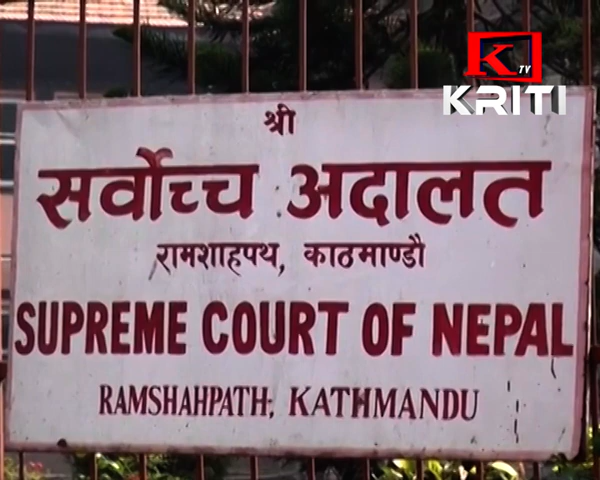 K TV
KRITI
श्री
सर्वोच्च अदालत
रामशाहपथ, काठमाण्डौ
SUPREME COURT OF NEPAL
RAMSHAHPATH, KATHMANDU